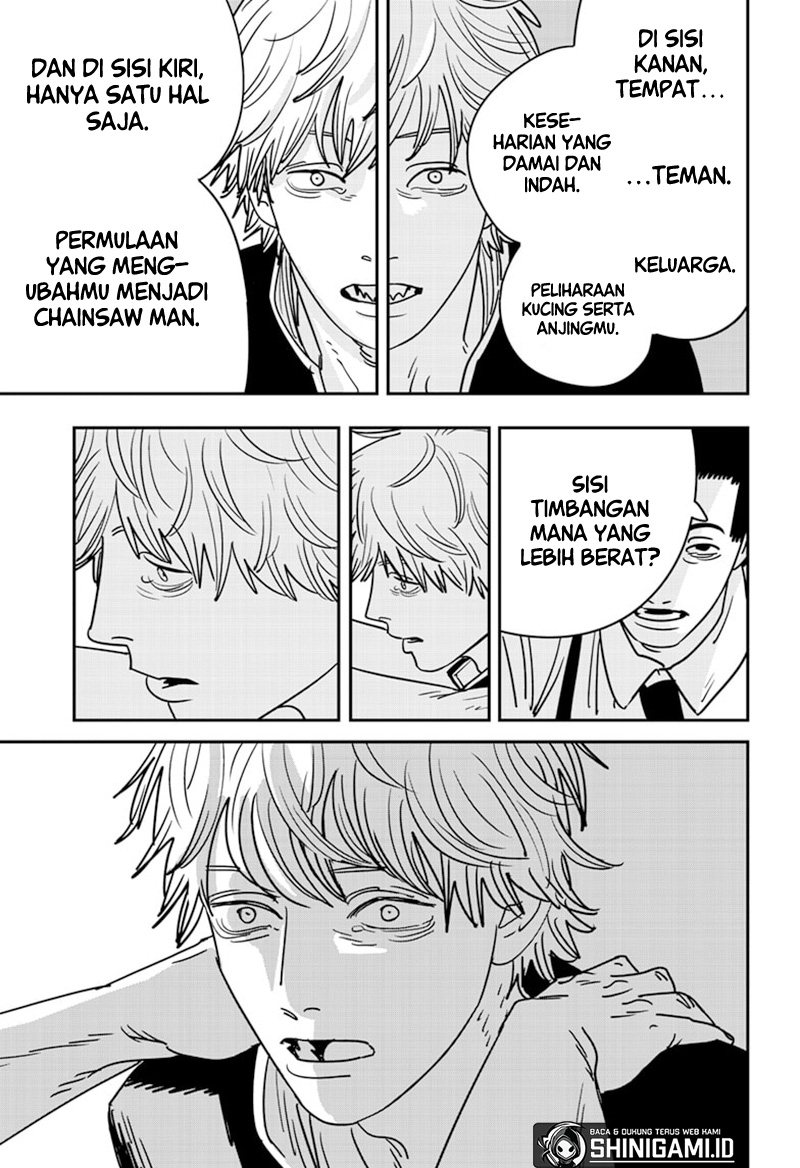 DI SISI
KANAN,
TEMPAT...
...TEMAN.
KELUARGA.
KESE-
HARIAN YANG
DAMAI DAN
INDAH.
PELIHARAAN
KUCING SERTA
ANJINGMU.
DAN DI SISI KIRI,
HANYA SATU HAL
SAJA.
PERMULAAN
YANG MENG-
UBAHMU MENJADI
CHAINSAW MAN.
SISI
TIMBANGAN
MANA YANG
LEBIH BERAT?
BACA & DUKUNG TERUS WEB KAMI
SHINIGAMI.ID